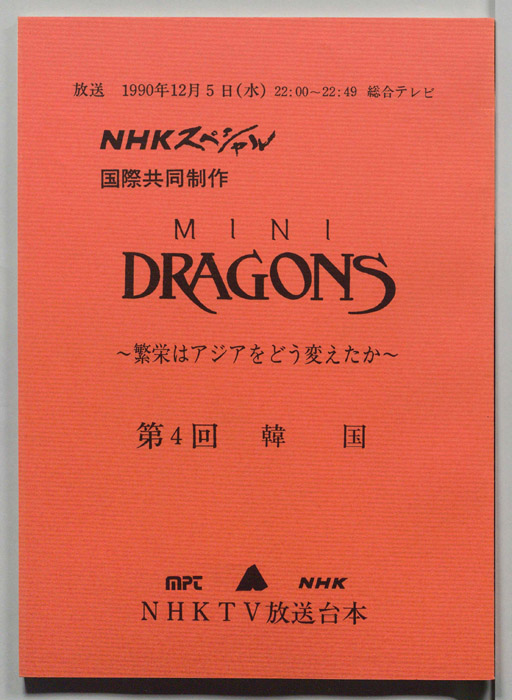 放送　1990年12月5日(水) 22:00〜22:49 総合テレビ
NHKスペシャル
国際共同制作
MINI
DRAGONS
〜繁栄はアジアをどう変えたか〜
第4回　韓　国
MPT NHK
NHKTV放送台本